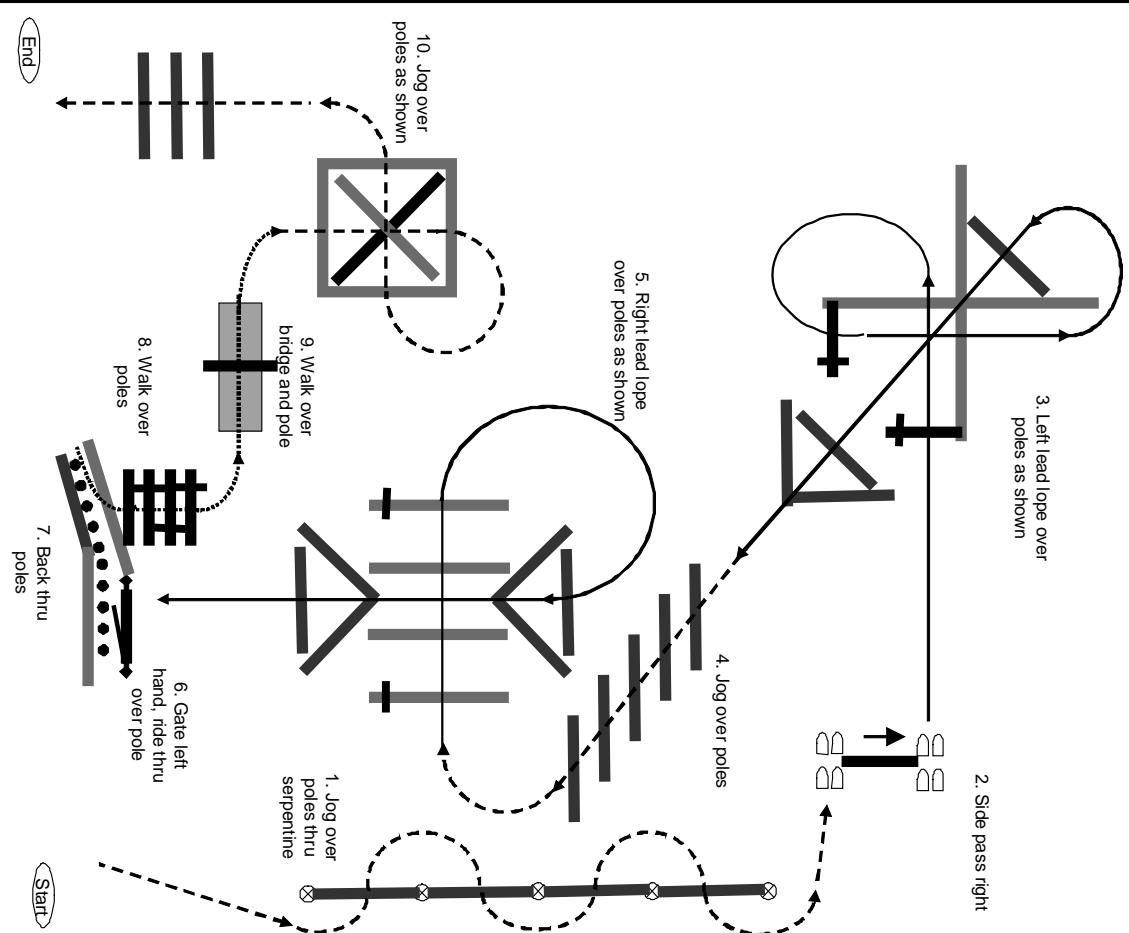 Start
1. Jog over
poles thru
serpentine
2. Side pass right
3. Left lead lope over
poles as shown
4. Jog over poles
5. Right lead lope
over poles as shown
6. Gate left
hand, ride thru
over pole
7. Back thru
poles
8. Walk over
poles
9. Walk over
bridge and pole
10. Jog over
poles as shown
End